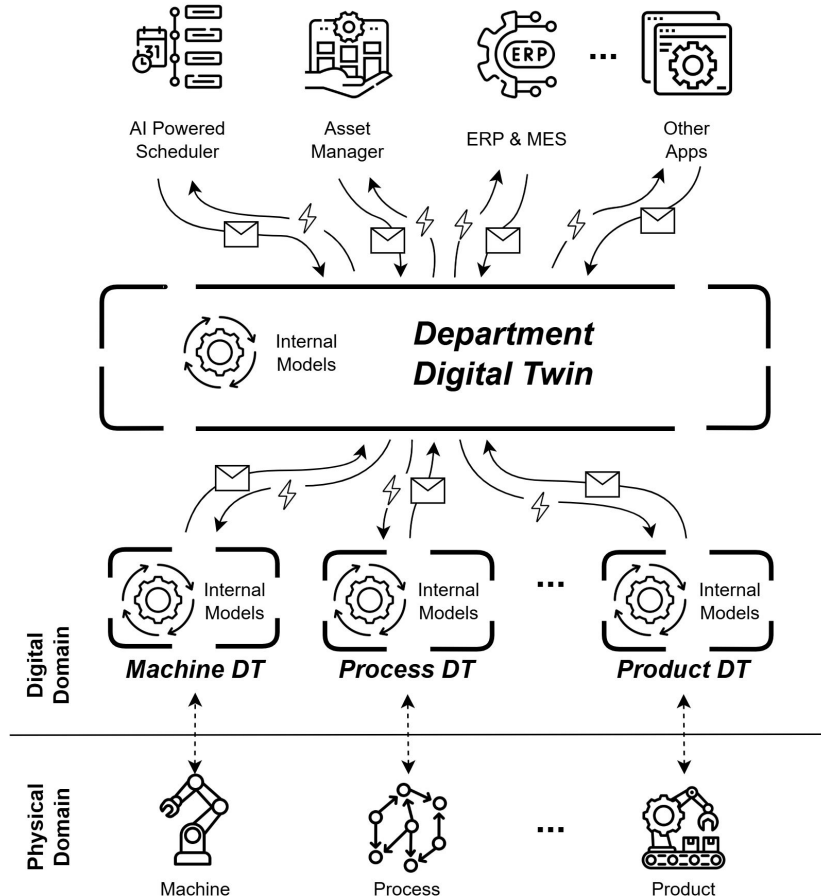 31
ERP
...
AI Powered
Scheduler
Asset
Manager
ERP & MES
Other
Apps
Internal
Models
Department
Digital Twin
Internal
Models
Internal
Models
...
Internal
Models
Machine DT
Process DT
Product DT
Digital
Domain
Physical
Domain
...
Machine
Process
Product